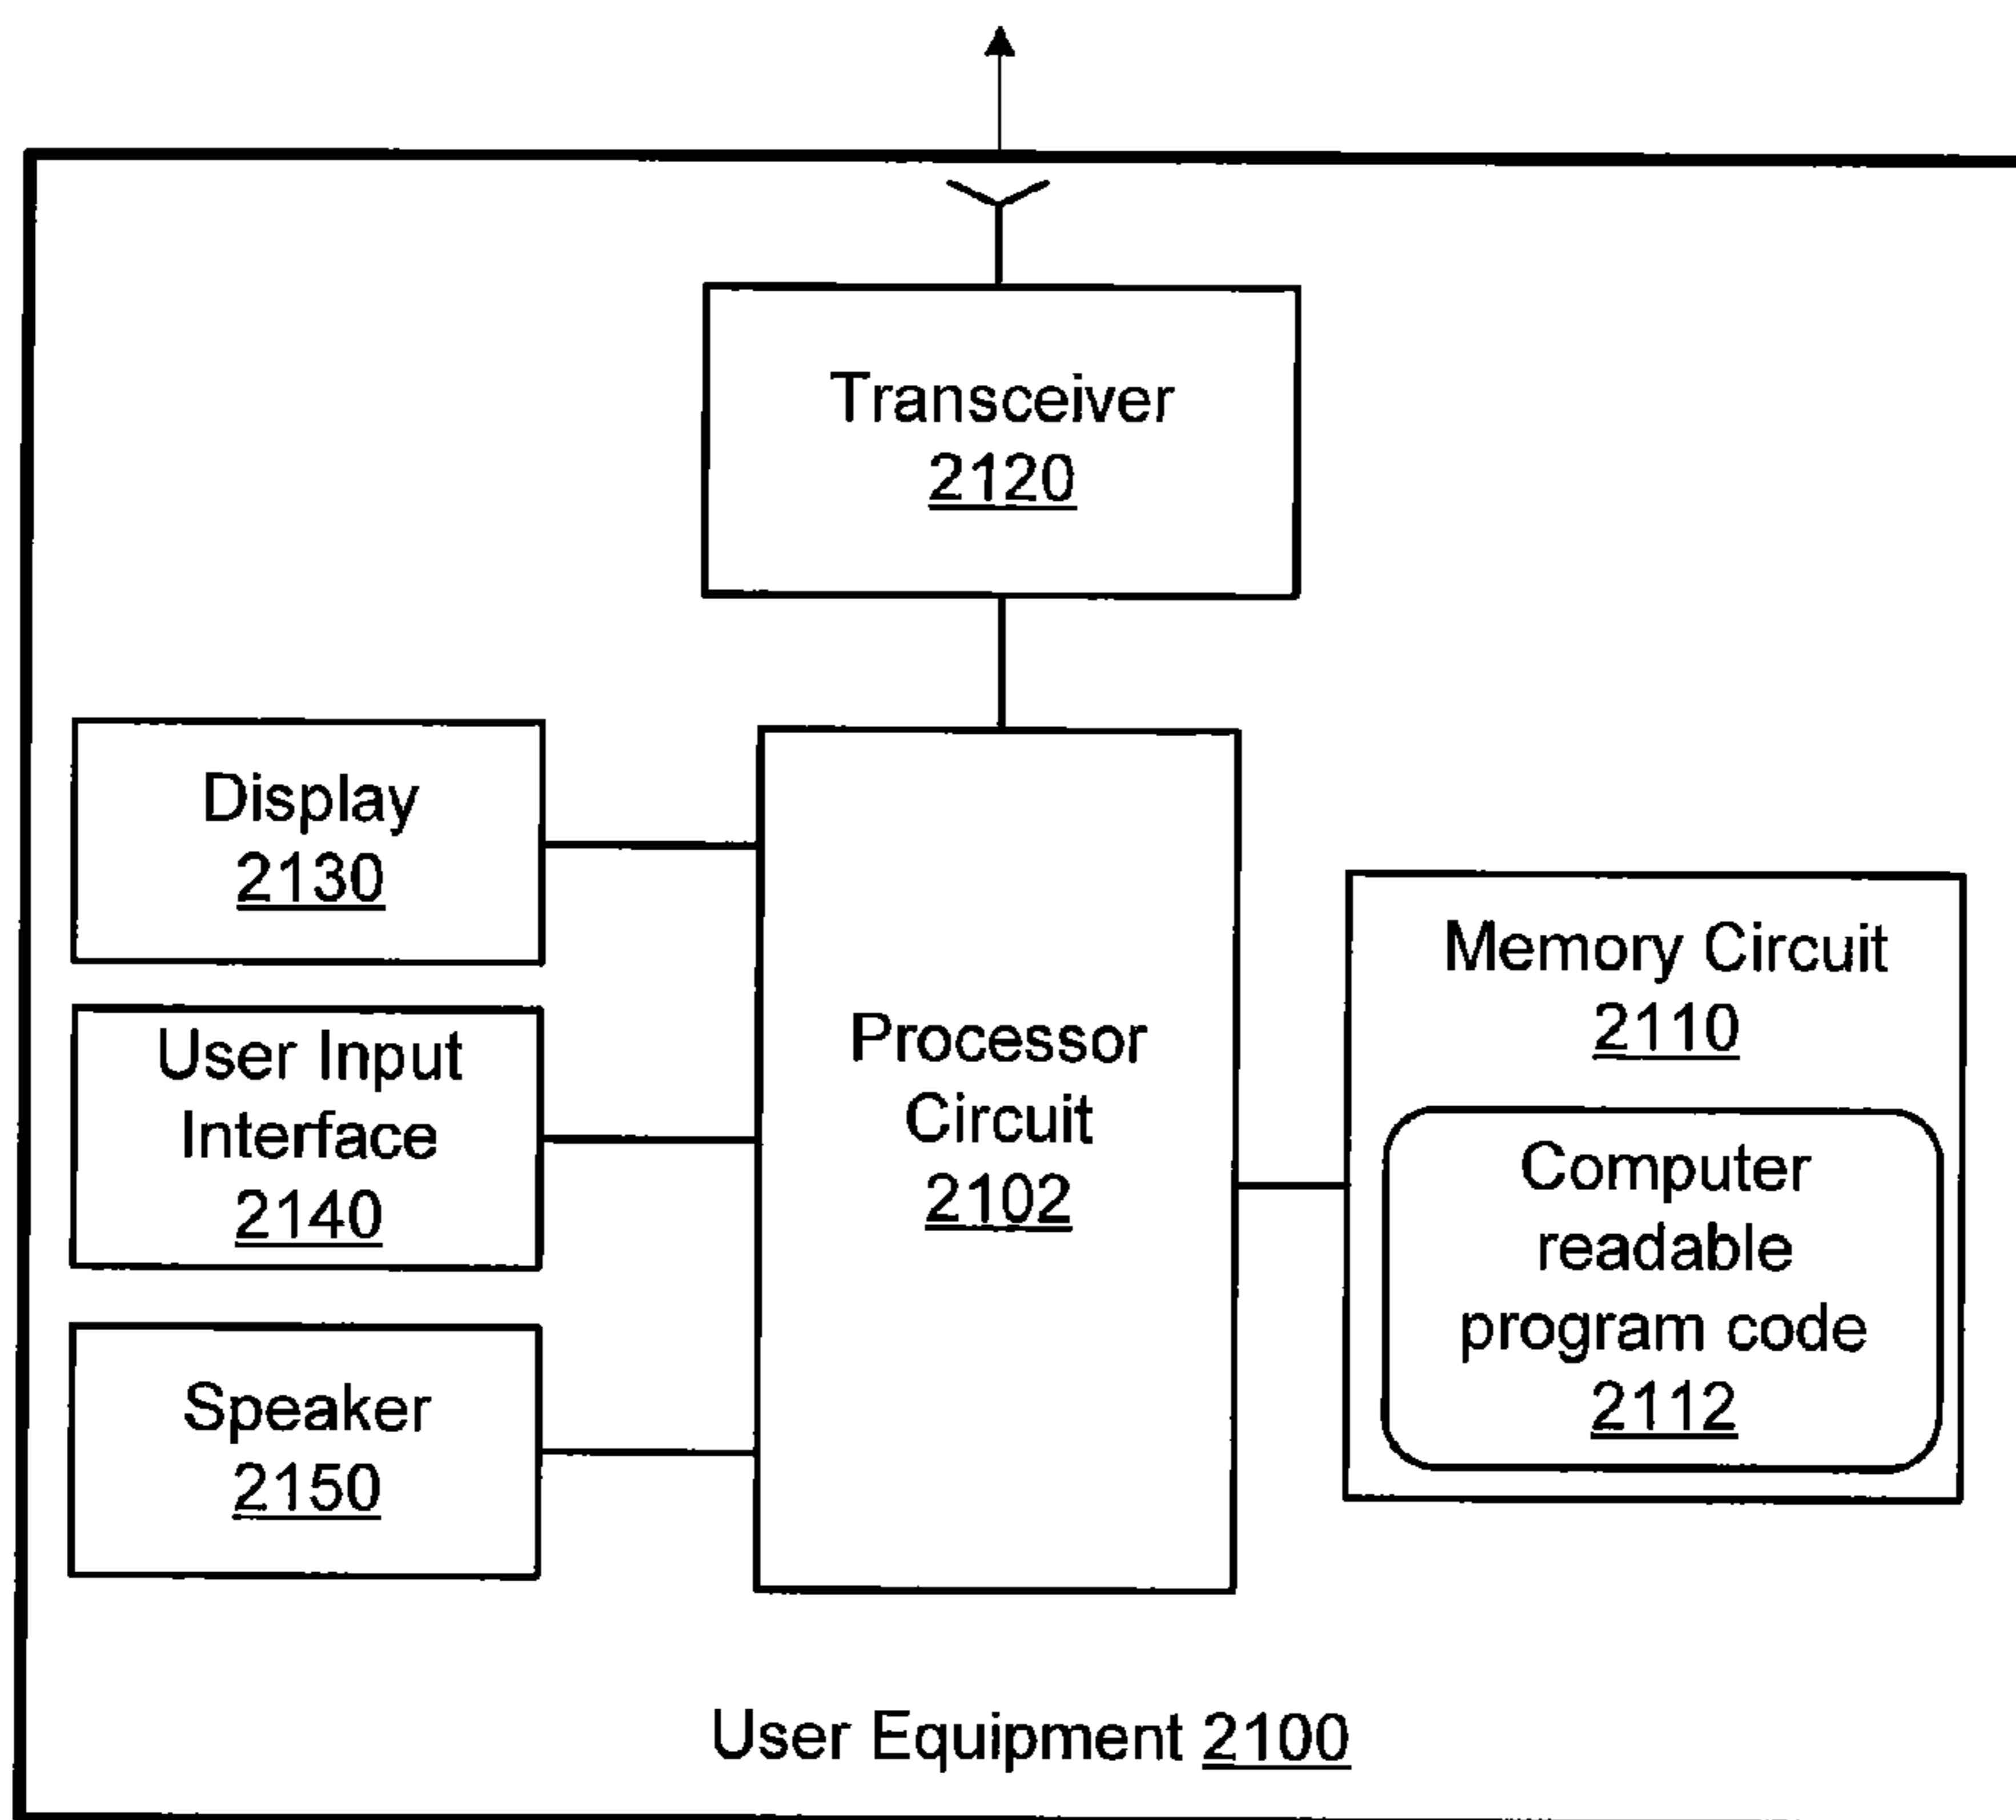 Transceiver
2120
Display
2130
User Input
Interface
2140
Speaker
2150
Processor
Circuit
2102
Memory Circuit
2110
Computer
readable
program code
2112
User Equipment 2100